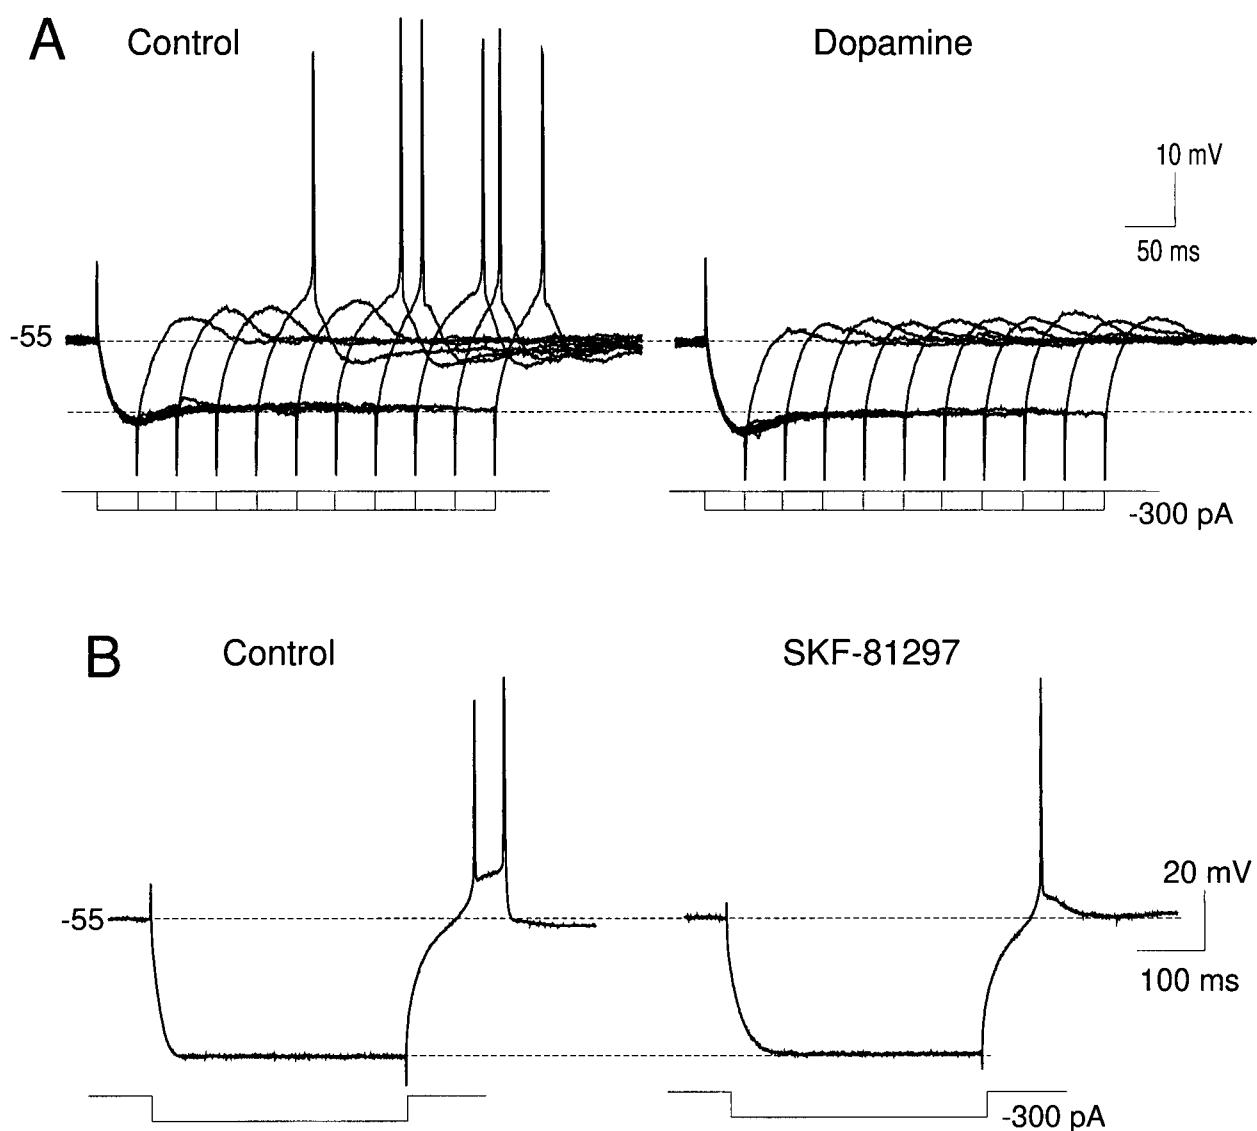 A
Control
Dopamine
10 mV
50 ms
-55
-300 pA
B
Control
SKF-81297
20 mV
-55
100 ms
-300 pA